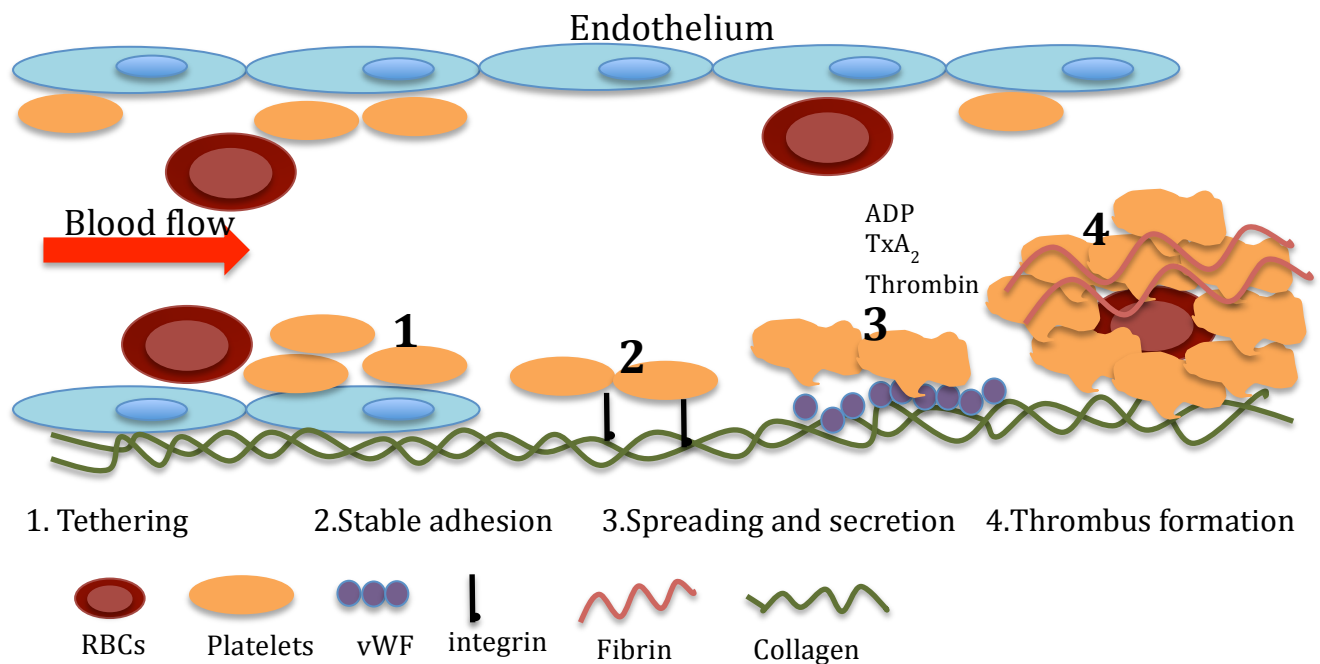 Endothelium
Blood flow
ADP
TxA₂
Thrombin
1
2
3
4
1. Tethering
2.Stable adhesion
3.Spreading and secretion
4.Thrombus formation
RBCs
Platelets
vWF
integrin
Fibrin
Collagen